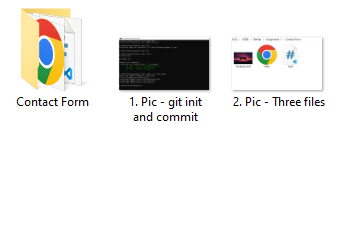 Contact Form
1. Pic - git init
and commit
2. Pic - Three files